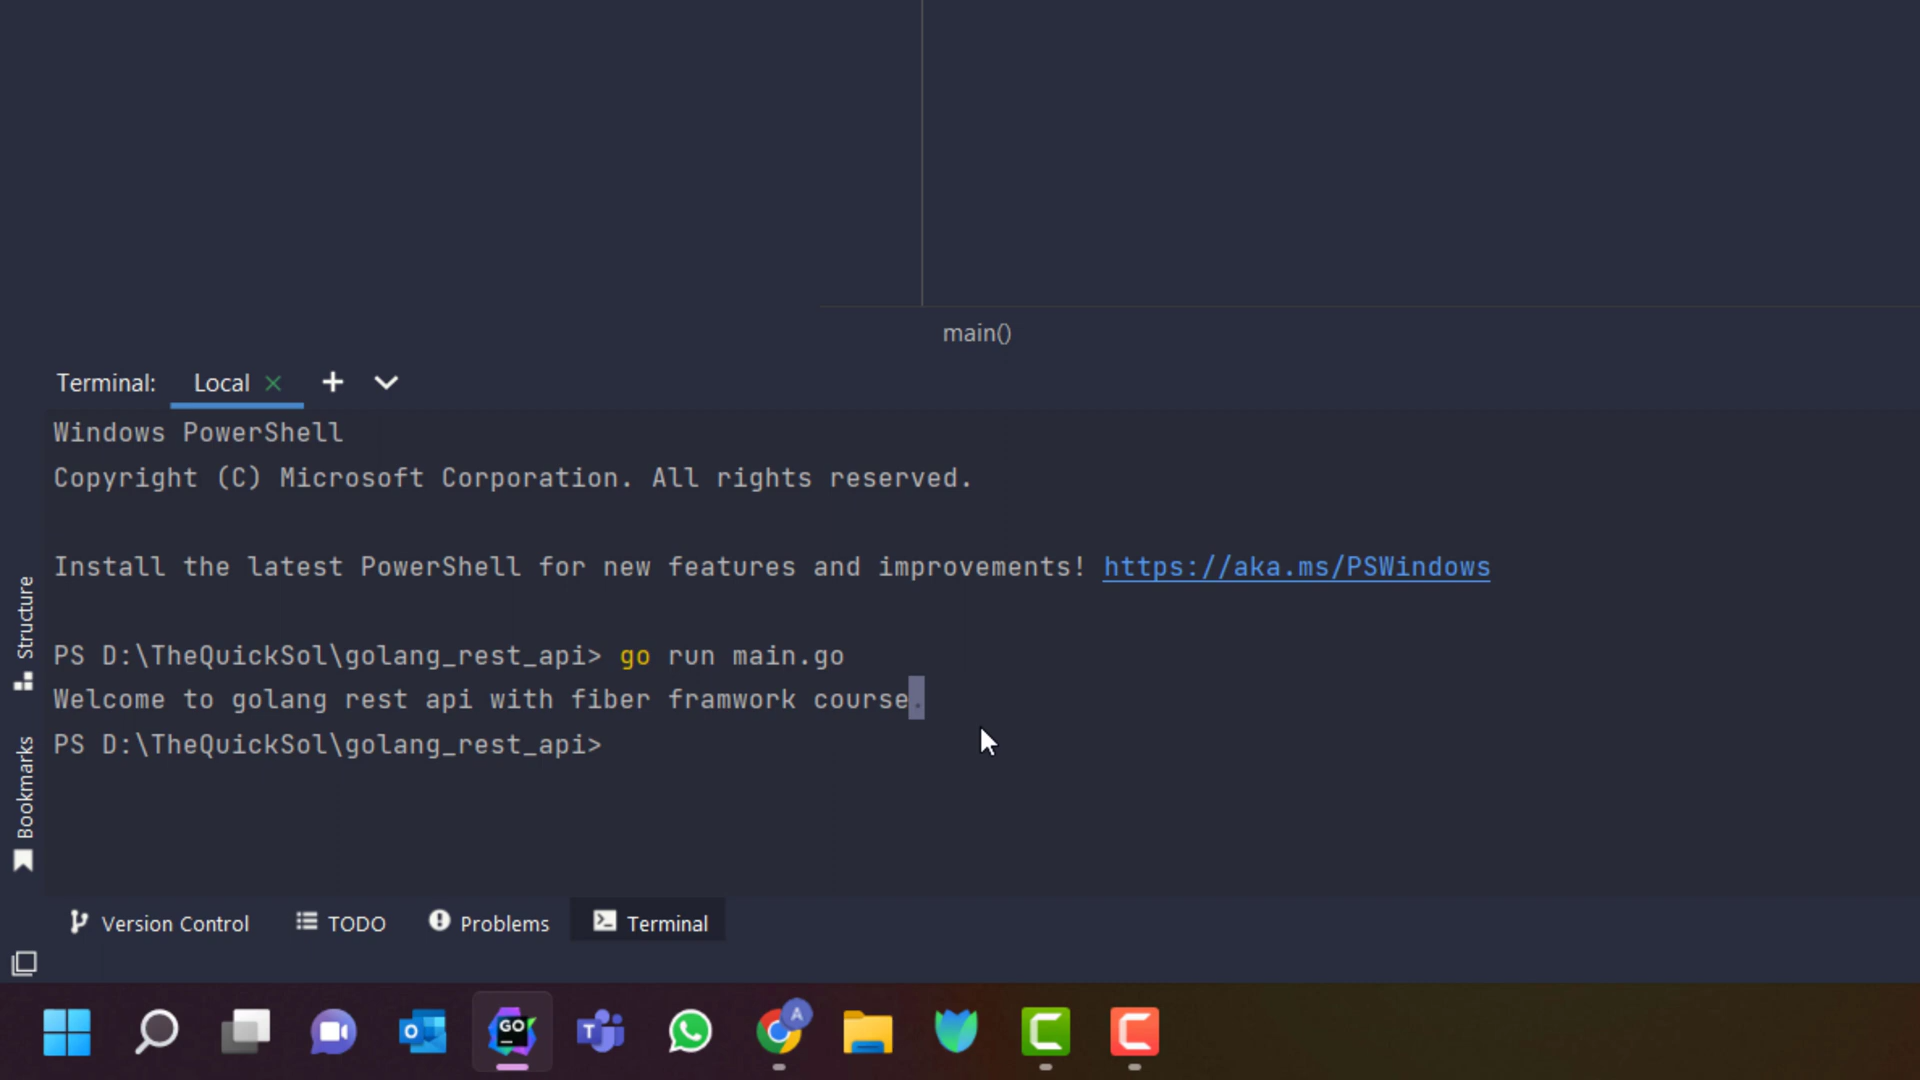 main()
Terminal: Local
Windows PowerShell
Copyright (C) Microsoft Corporation. All rights reserved.
Install the latest PowerShell for new features and improvements! https://aka.ms/PSWindows
PS D:\TheQuickSol\golang_rest_api> go run main.go
Welcome to golang rest api with fiber framwork course.
PS D:\TheQuickSol\golang_rest_api>
Structure
Bookmarks
Version Control TODO Problems Terminal
GO
A